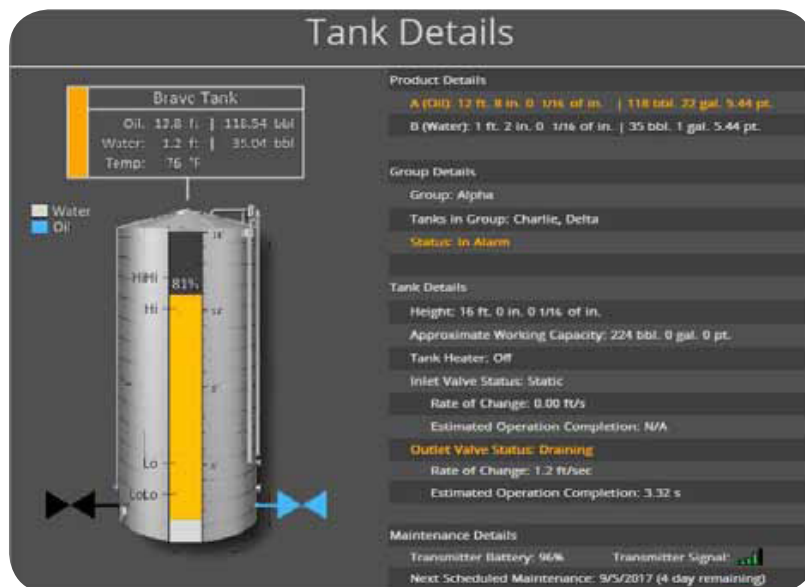 Tank Details
Bravo Tank
Oil: 12.8 ft | 118.54 bbl
Water: 1.2 ft | 35.04 bbl
Temp: 76 °F
Water
Oil
HiHi
81%
Hi
Lo
LoLo
Product Details
A (Oil): 12 ft. 8 in. 0 1/16 of in. | 118 bbl. 22 gal. 5.44 pt.
B (Water): 1 ft. 2 in. 0 1/16 of in. | 35 bbl. 1 gal. 5.44 pt.
Group Details
Group: Alpha
Tanks in Group: Charlie, Delta
Status: In Alarm
Tank Details
Height: 16 ft. 0 in. 0 1/16 of in.
Approximate Working Capacity: 224 bbl. 0 gal. 0 pt.
Tank Heater: Off
Inlet Valve Status: Static
Rate of Change: 0.00 ft/s
Estimated Operation Completion: N/A
Outlet Valve Status: Draining
Rate of Change: 1.2 ft/sec
Estimated Operation Completion: 3.32 s
Maintenance Details
Transmitter Battery: 96% Transmitter Signal:
Next Scheduled Maintenance: 9/5/2017 (4 day remaining)